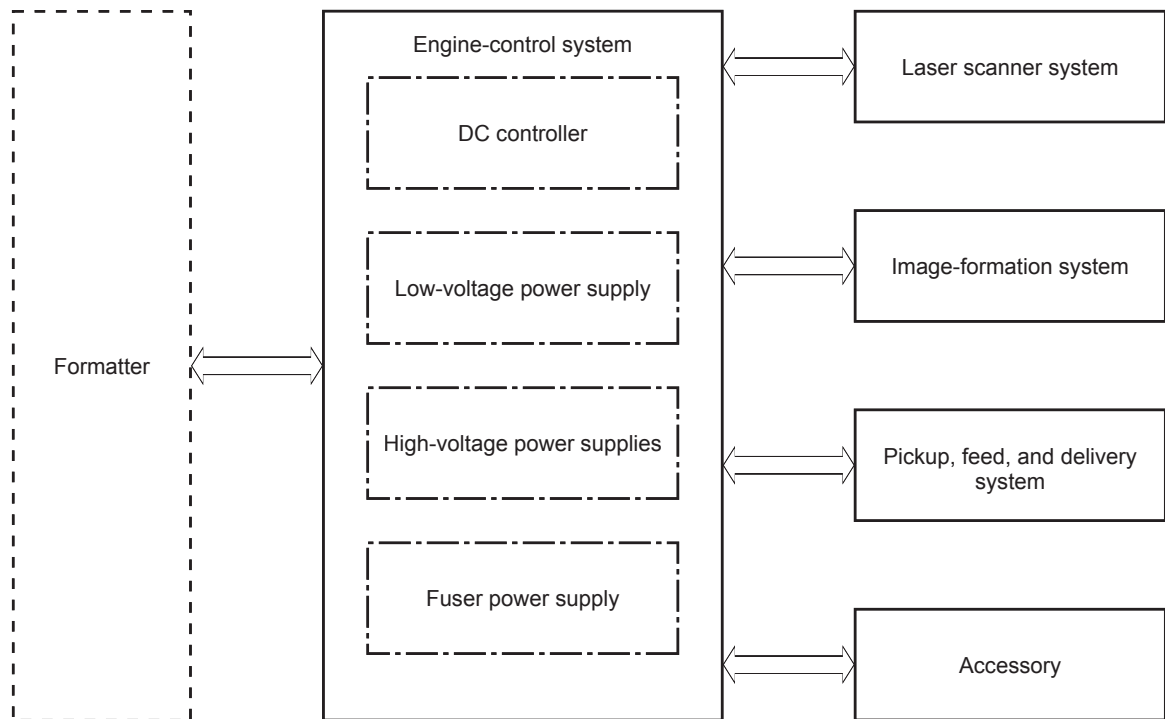 Formatter
Engine-control system
DC controller
Low-voltage power supply
High-voltage power supplies
Fuser power supply
Laser scanner system
Image-formation system
Pickup, feed, and delivery
system
Accessory